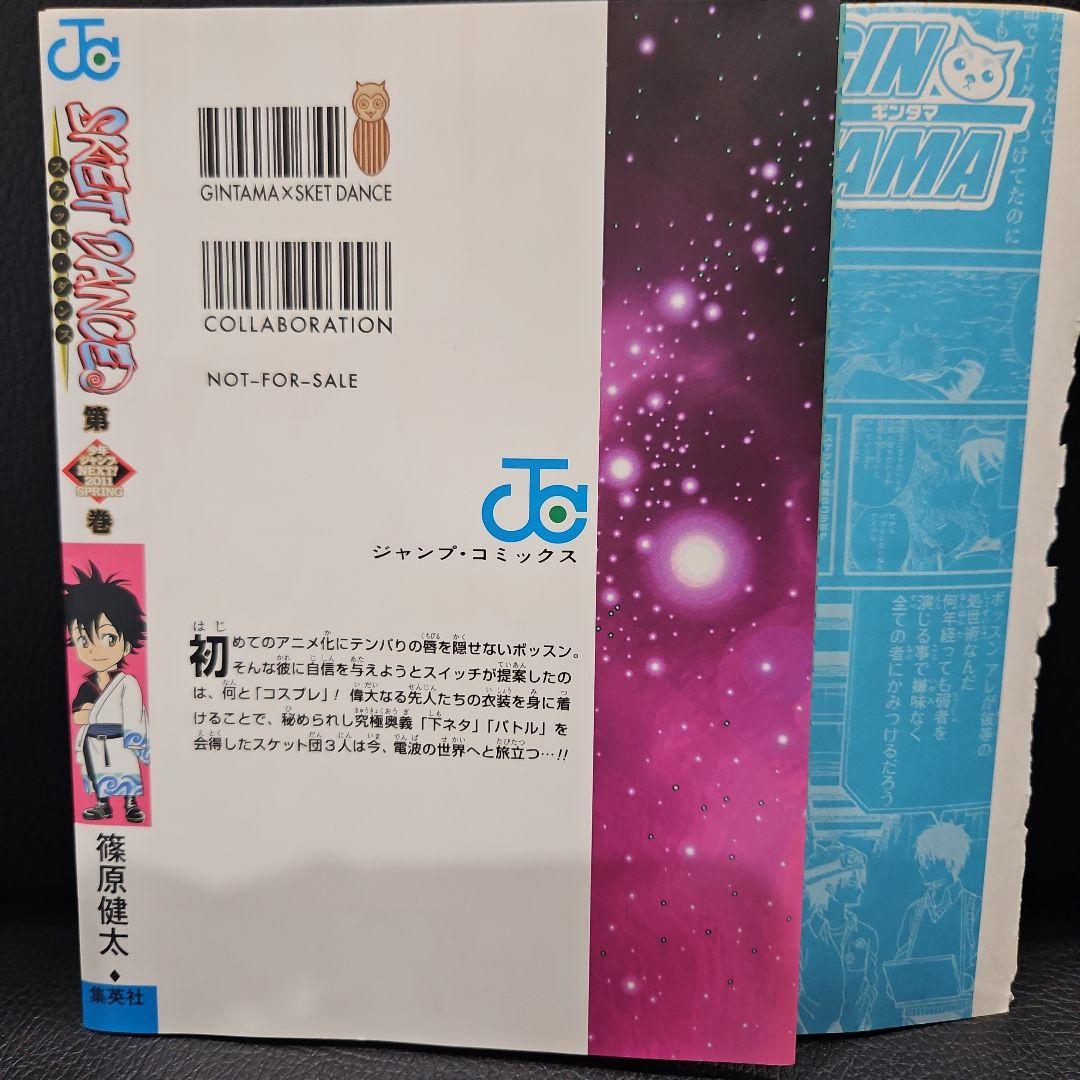 JC
SKET DANCE
スケット・ダンス
第
少年
ジャンプ
NEXT!
2011
SPRING
巻
篠原健太
集英社
GINTAMA×SKET DANCE
COLLABORATION
NOT-FOR-SALE
JC
ジャンプ・コミックス
初めてのアニメ化にテンパりの唇を隠せないボッスン。
そんな彼に自信を与えようとスイッチが提案したの
は、何と「コスプレ」! 偉大なる先人たちの衣装を身に着
けることで、秘められし究極奥義「下ネタ」「バトル」を
会得したスケット団3人は今、電波の世界へと旅立つ…!!
GIN
ギンタマ
AMA
つけてたのに
ボッスン アレが彼等の
処世術なんだ
何年経っても弱者を
演じる事で嫌味なく
全ての者にかみつけるだろう